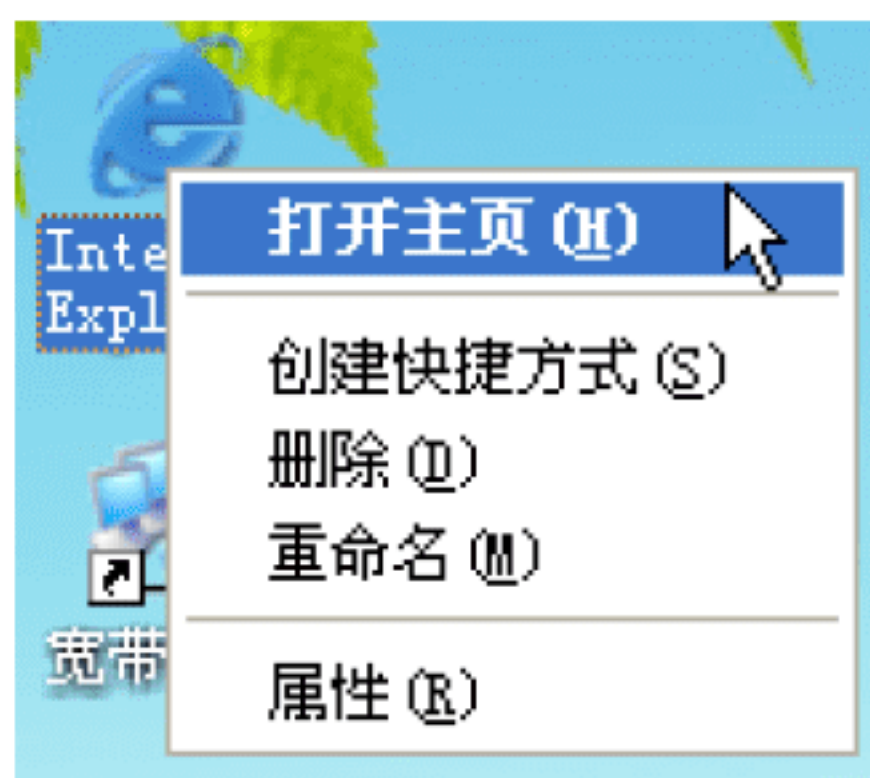 打开主页(H)
Inte
Expl
创建快捷方式(S)
删除(D)
重命名(M)
宽带
属性(R)